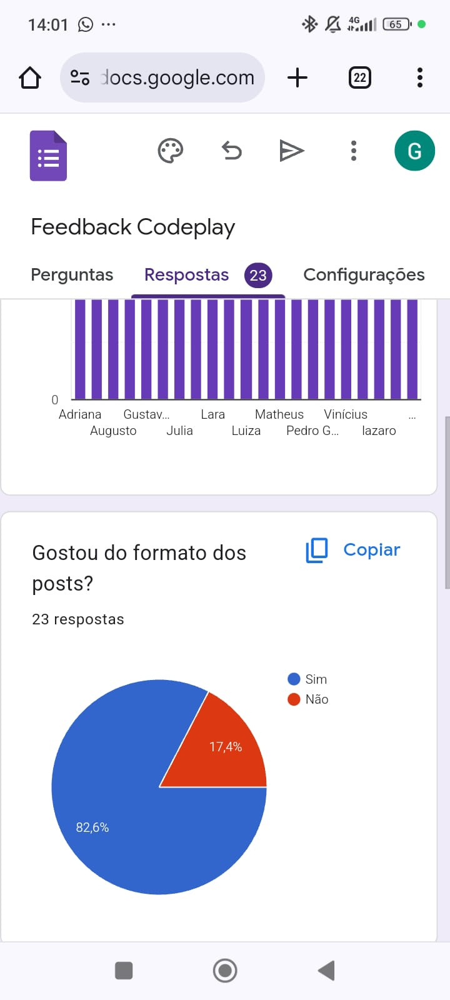 14:01
4G
65
docs.google.com
22
G
Feedback Codeplay
Perguntas Respostas 23 Configurações
0
Adriana Gustav... Lara Matheus Vinícius ...
Augusto Julia Luiza Pedro G... lazaro
Gostou do formato dos
posts?
Copiar
23 respostas
Sim
Não
17,4%
82,6%